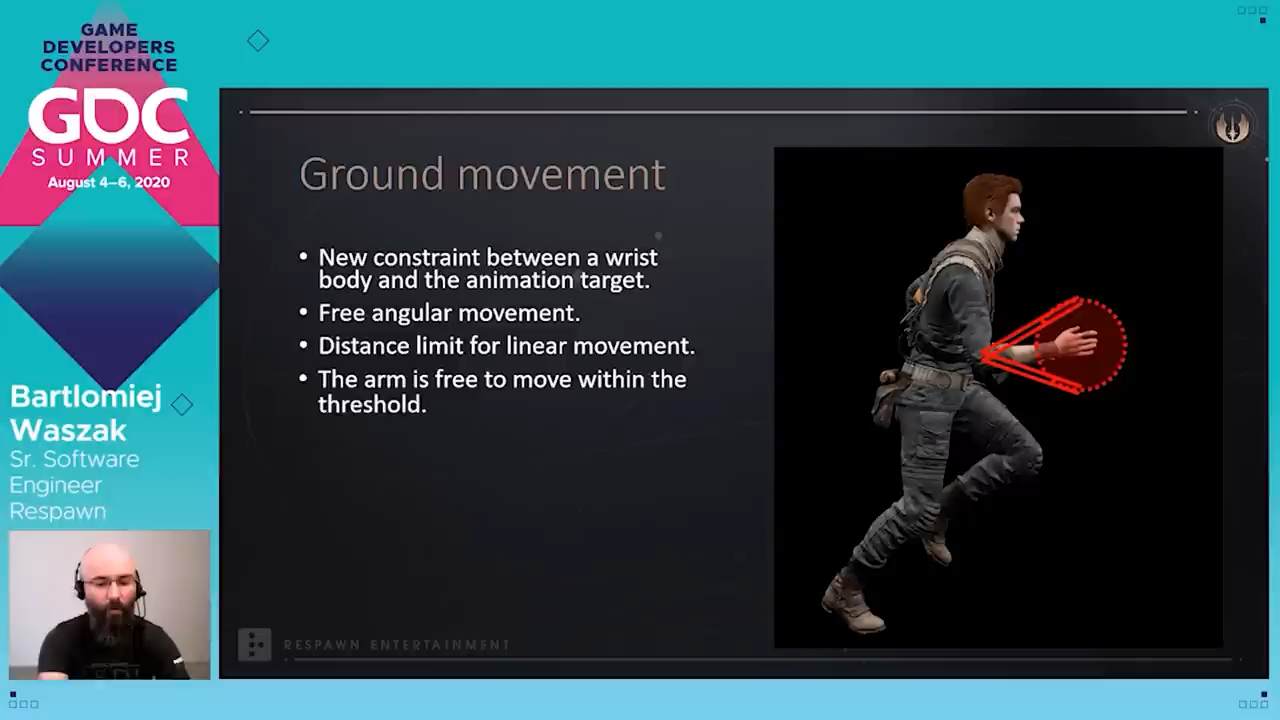 GAME
DEVELOPERS
CONFERENCE
GDC
SUMMER
August 4–6, 2020
Bartlomiej
Waszak
Sr. Software
Engineer
Respawn
Ground movement
• New constraint between a wrist
body and the animation target.
• Free angular movement.
• Distance limit for linear movement.
• The arm is free to move within the
threshold.
RESPAWN ENTERTAINMENT